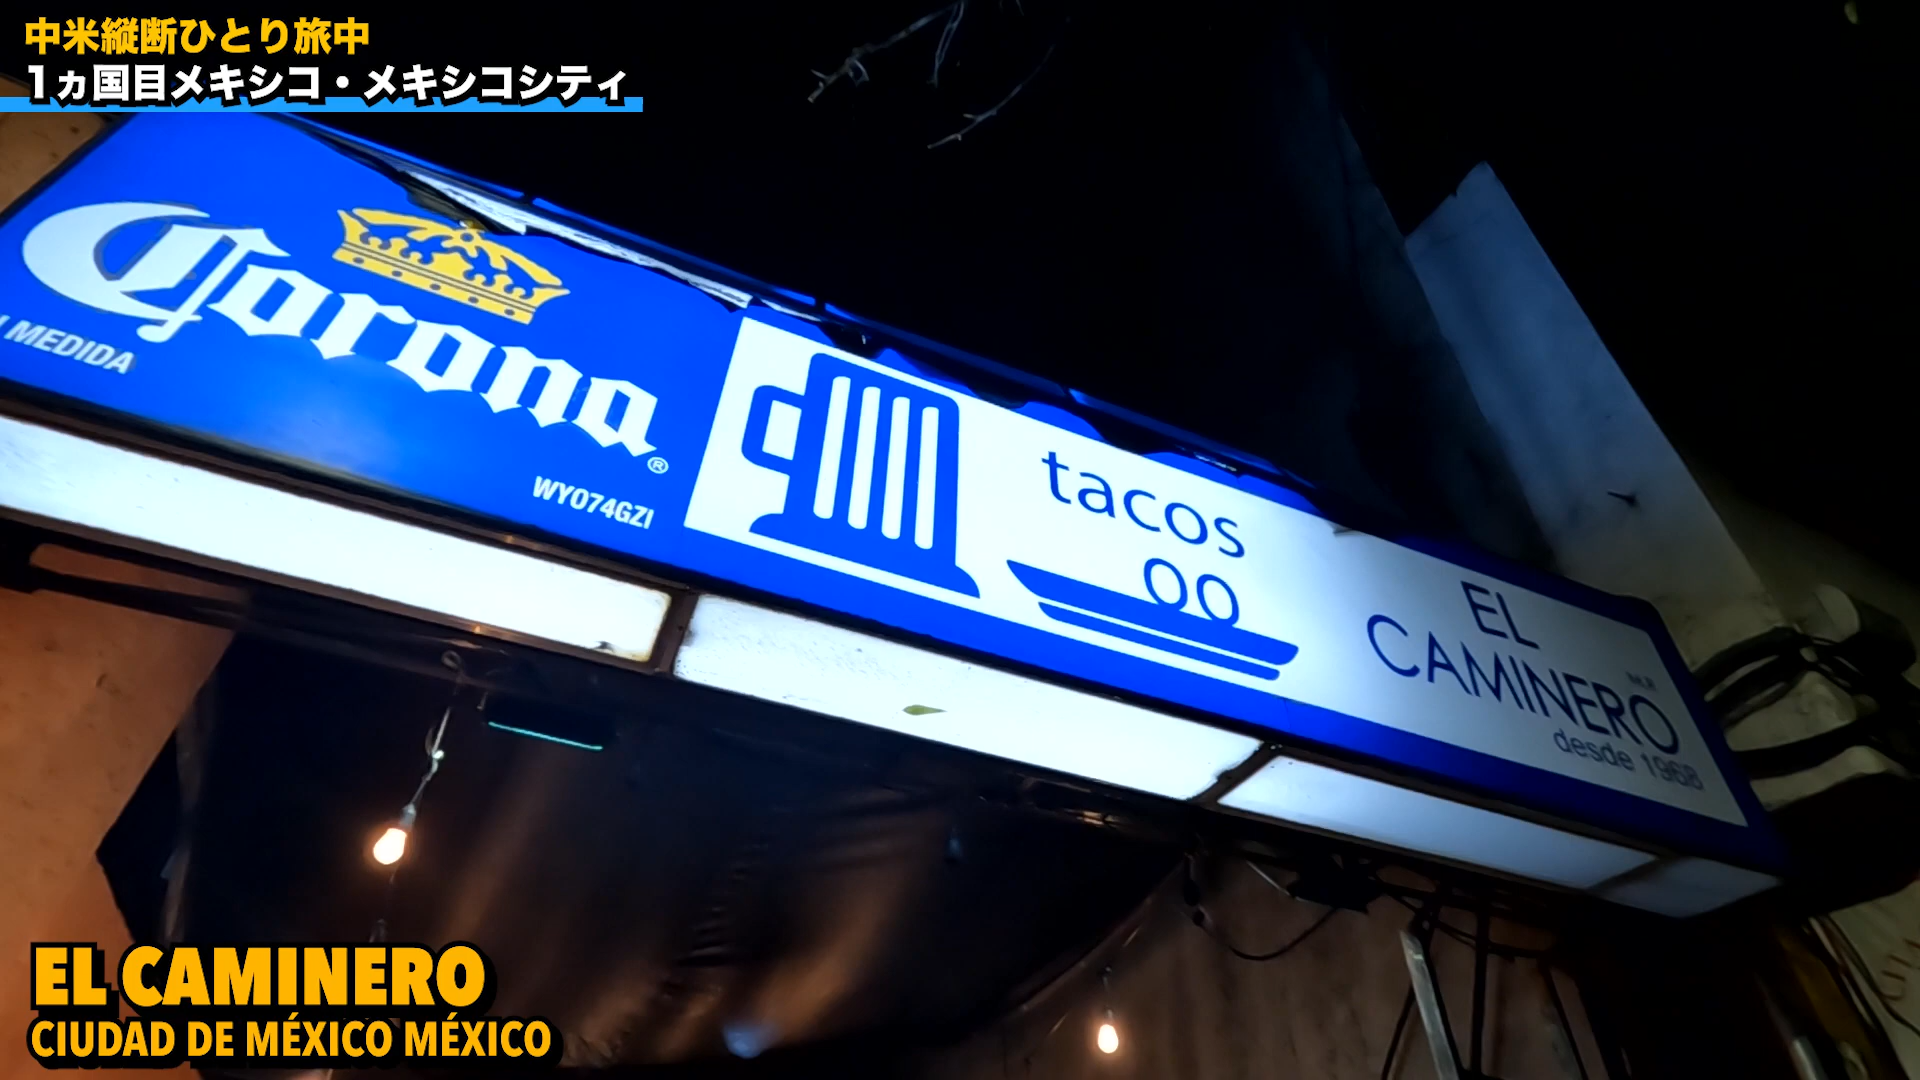 中米縦断ひとり旅中
1ヵ国目メキシコ・メキシコシティ
Corona®
MEDIDA
WY074GZI
tacos
EL
CAMINERO
M.R.
desde 1968
EL CAMINERO
CIUDAD DE MÉXICO MÉXICO